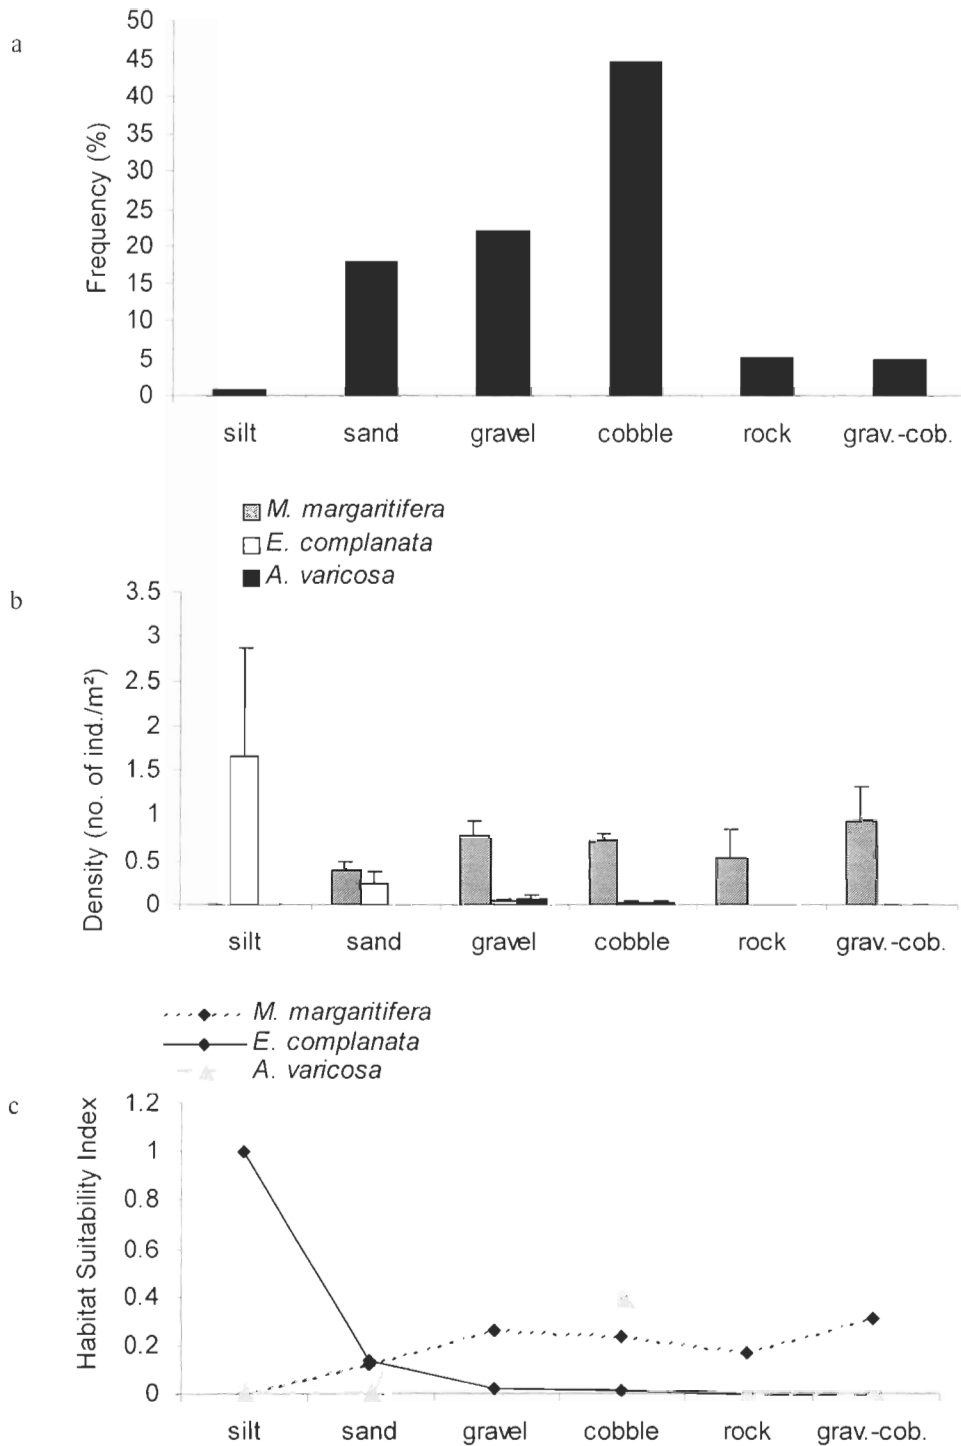 a
Frequency (%)
50
45
40
35
30
25
20
15
10
5
0
silt sand gravel cobble rock grav.-cob.
M. margaritifera
E. complanata
A. varicosa
b
Density (no. of ind./m²)
3.5
3
2.5
2
1.5
1
0.5
0
silt sand gravel cobble rock grav.-cob.
M. margaritifera
E. complanata
A. varicosa
c
Habitat Suitability Index
1.2
1
0.8
0.6
0.4
0.2
0
silt sand gravel cobble rock grav.-cob.